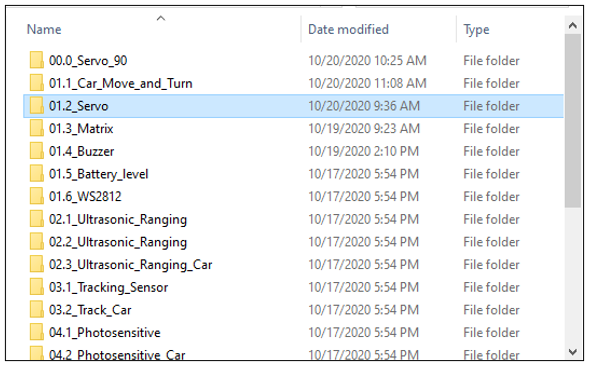 Name Date modified Type
00.0_Servo_90 10/20/2020 10:25 AM File folder
01.1_Car_Move_and_Turn 10/20/2020 11:08 AM File folder
01.2_Servo 10/20/2020 9:36 AM File folder
01.3_Matrix 10/19/2020 9:23 AM File folder
01.4_Buzzer 10/19/2020 2:10 PM File folder
01.5_Battery_level 10/17/2020 5:54 PM File folder
01.6_WS2812 10/17/2020 5:54 PM File folder
02.1_Ultrasonic_Ranging 10/17/2020 5:54 PM File folder
02.2_Ultrasonic_Ranging 10/17/2020 5:54 PM File folder
02.3_Ultrasonic_Ranging_Car 10/17/2020 5:54 PM File folder
03.1_Tracking_Sensor 10/17/2020 5:54 PM File folder
03.2_Track_Car 10/17/2020 5:54 PM File folder
04.1_Photosensitive 10/17/2020 5:54 PM File folder
04.2_Photosensitive_Car 10/17/2020 5:54 PM File folder